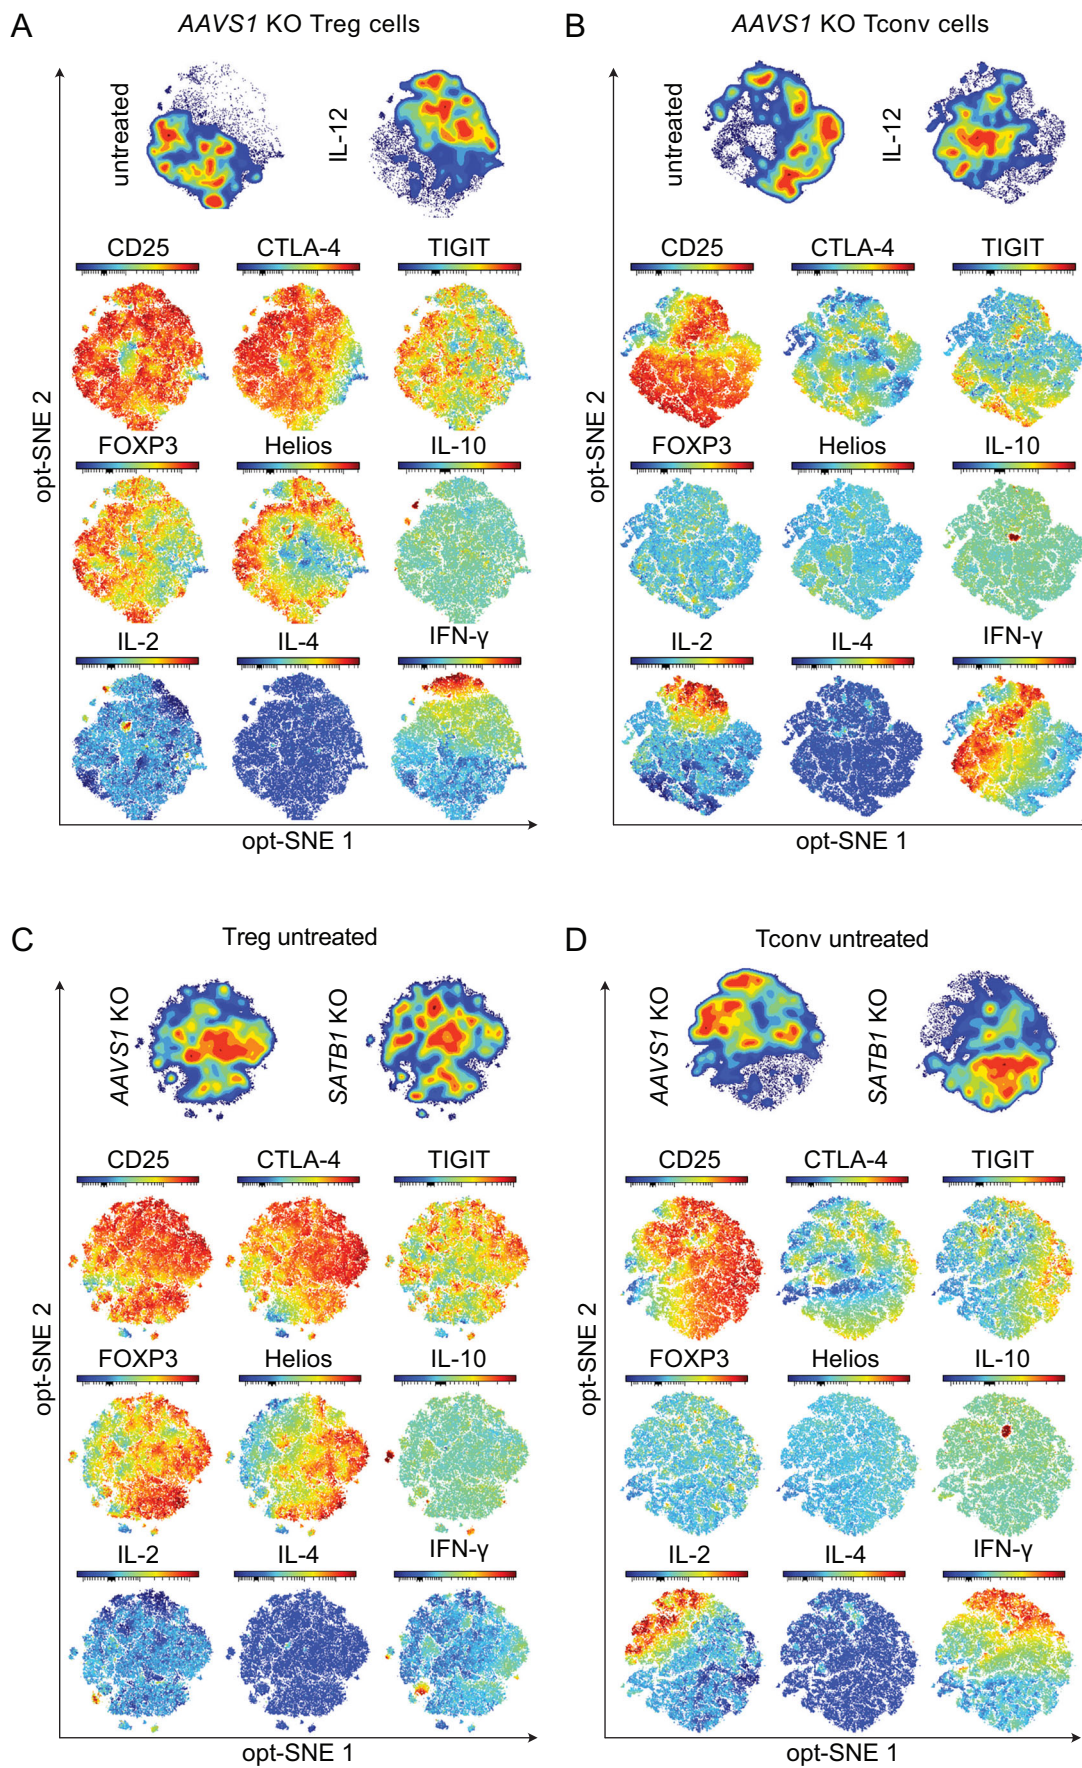 A
AAVS1 KO Treg cells
untreated
IL-12
CD25
CTLA-4
TIGIT
FOXP3
Helios
IL-10
IL-2
IL-4
IFN-γ
opt-SNE 2
opt-SNE 1
B
AAVS1 KO Tconv cells
untreated
IL-12
CD25
CTLA-4
TIGIT
FOXP3
Helios
IL-10
IL-2
IL-4
IFN-γ
opt-SNE 2
opt-SNE 1
C
Treg untreated
AAVS1 KO
SATB1 KO
CD25
CTLA-4
TIGIT
FOXP3
Helios
IL-10
IL-2
IL-4
IFN-γ
opt-SNE 2
opt-SNE 1
D
Tconv untreated
AAVS1 KO
SATB1 KO
CD25
CTLA-4
TIGIT
FOXP3
Helios
IL-10
IL-2
IL-4
IFN-γ
opt-SNE 2
opt-SNE 1